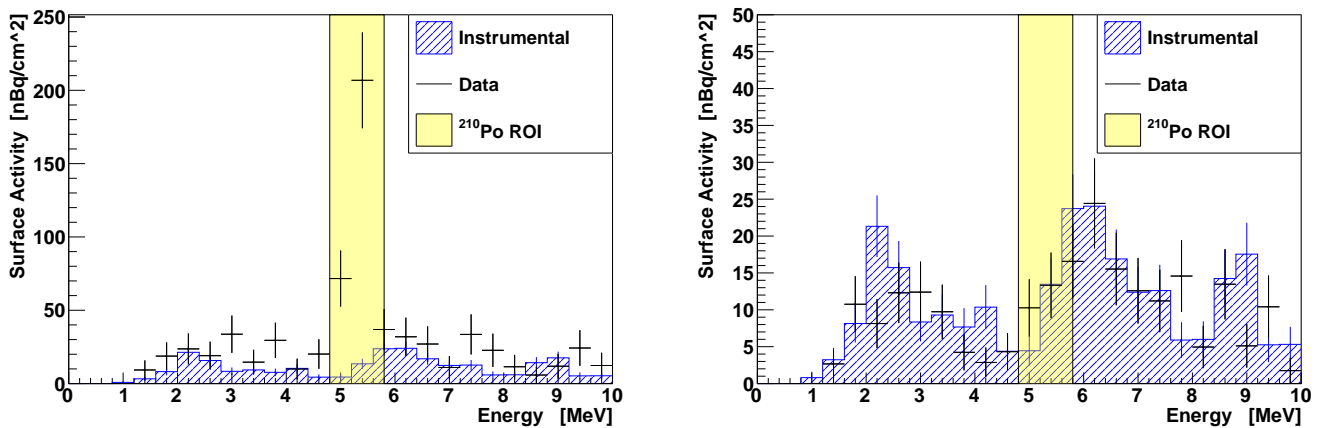 Surface Activity [nBq/cm^2]
250
200
150
100
50
0
0 1 2 3 4 5 6 7 8 9 10
Energy [MeV]
Instrumental
Data
210Po ROI
Surface Activity [nBq/cm^2]
50
45
40
35
30
25
20
15
10
5
0
0 1 2 3 4 5 6 7 8 9 10
Energy [MeV]
Instrumental
Data
210Po ROI